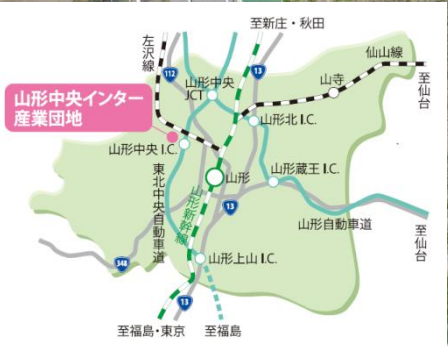 至新庄・秋田
左沢線
仙山線
112
13
山形中央
JCT
山寺
至仙台
山形中央インター
産業団地
山形北 I.C.
山形中央 I.C.
山形蔵王 I.C.
山形
東北中央自動車道
山形新幹線
13
山形自動車道
至仙台
348
山形上山 I.C.
13
至福島・東京
至福島